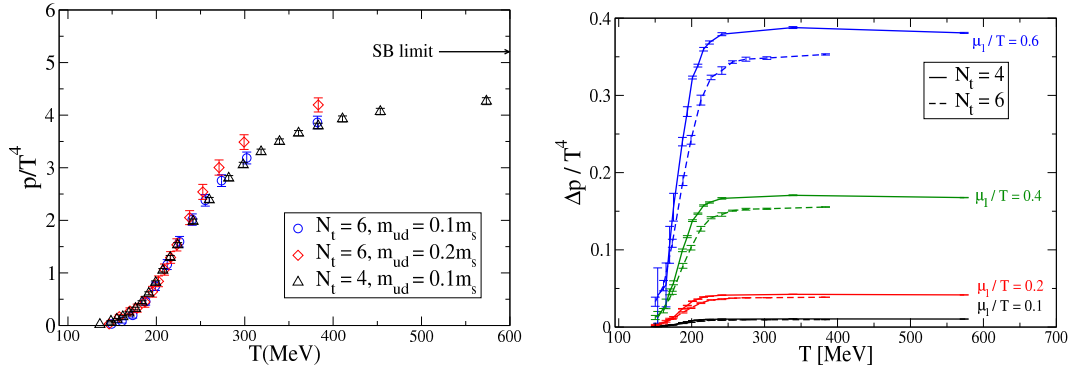 6
5
4
3
2
1
0
0
100
200
300
400
500
600
T(MeV)
p/T⁴
SB limit
N_t = 6, m_ud = 0.1m_s
N_t = 6, m_ud = 0.2m_s
N_t = 4, m_ud = 0.1m_s
0.4
0.3
0.2
0.1
0
100
200
300
400
500
600
700
T [MeV]
Δp / T⁴
μ_l / T = 0.6
N_t = 4
N_t = 6
μ_l / T = 0.4
μ_l / T = 0.2
μ_l / T = 0.1